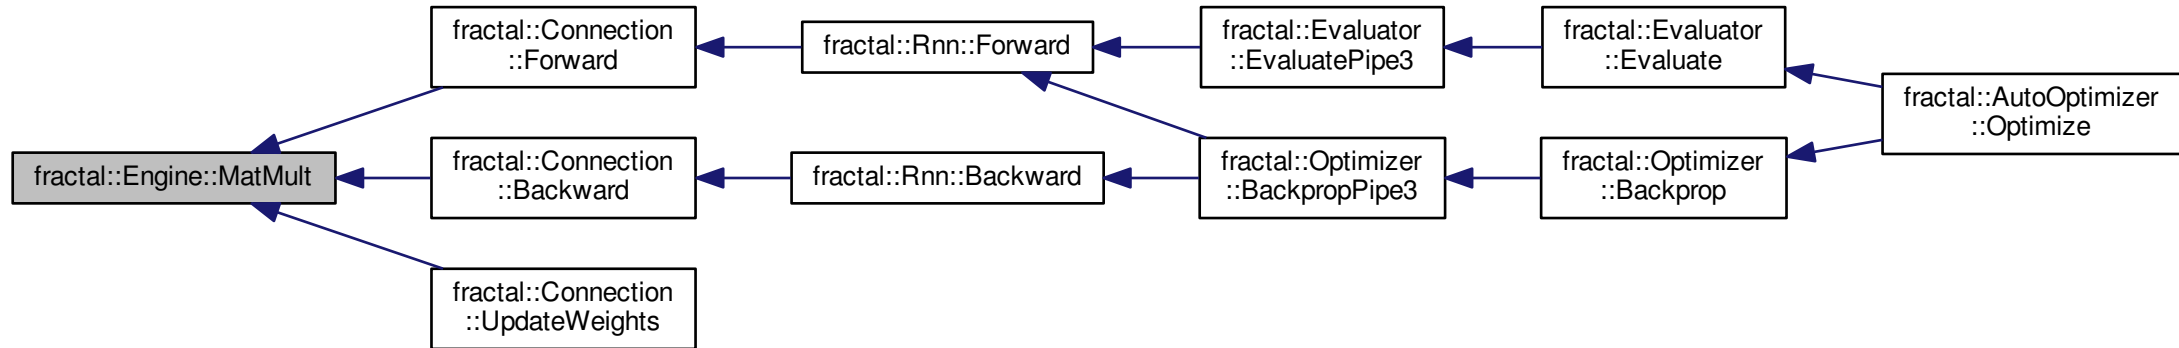 fractal::Engine::MatMult
fractal::Connection
::Forward
fractal::Connection
::Backward
fractal::Connection
::UpdateWeights
fractal::Rnn::Forward
fractal::Rnn::Backward
fractal::Evaluator
::EvaluatePipe3
fractal::Optimizer
::BackpropPipe3
fractal::Evaluator
::Evaluate
fractal::Optimizer
::Backprop
fractal::AutoOptimizer
::Optimize